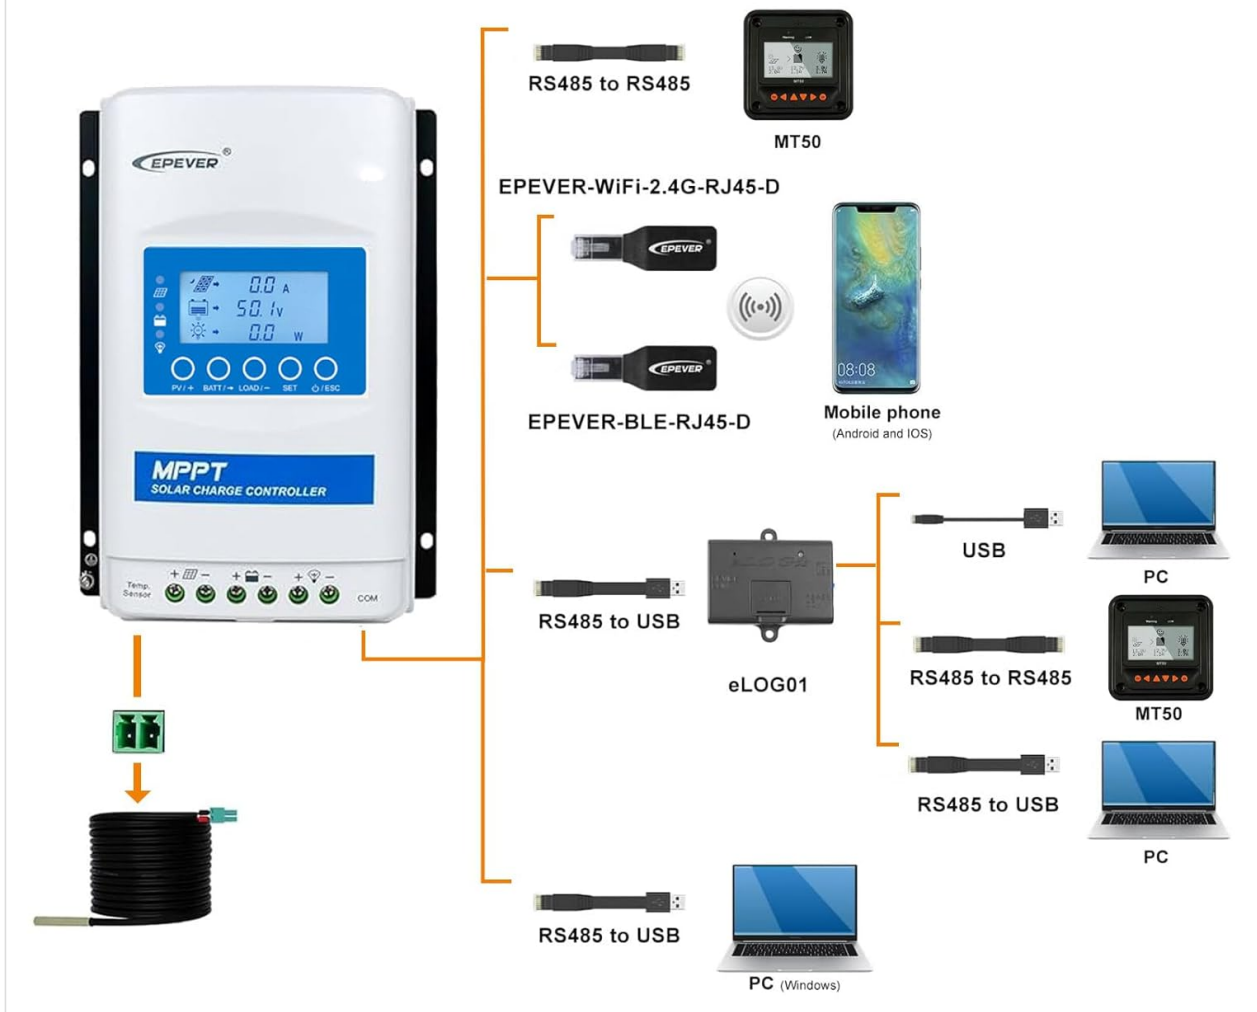 EPEVER®
0.0 A
50.1v
0.0 W
PV / +
BATT / →
LOAD / −
SET
⏻ / ESC
MPPT
SOLAR CHARGE CONTROLLER
Temp.
Sensor
+ −
+ −
+ −
COM
RS485 to RS485
MT50
MT50
EPEVER-WiFi-2.4G-RJ45-D
EPEVER®
EPEVER®
EPEVER-BLE-RJ45-D
08:08
Mobile phone
(Android and IOS)
RS485 to USB
eLOG01
USB
PC
RS485 to RS485
MT50
MT50
RS485 to USB
PC
RS485 to USB
PC (Windows)